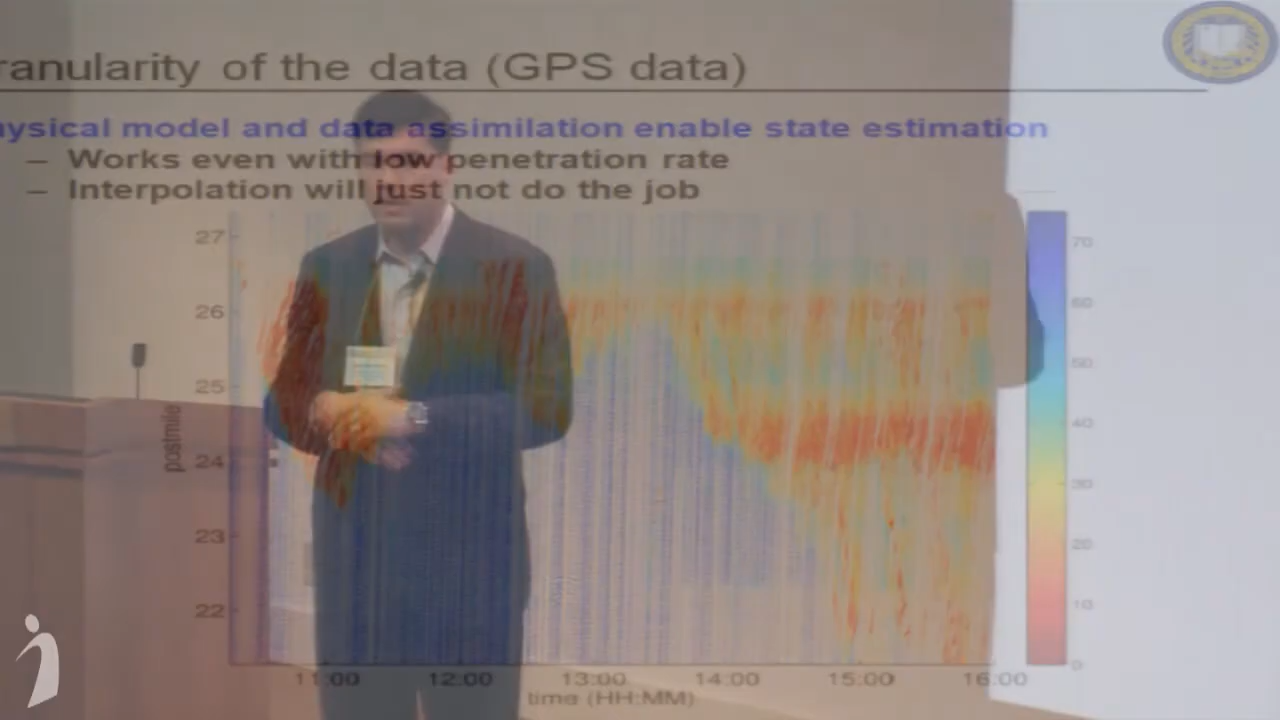 ranularity of the data (GPS data)
hysical model and data assimilation enable state estimation
– Works even with low penetration rate
– Interpolation will just not do the job
27
26
25
24
23
22
postmile
11:00 12:00 13:00 14:00 15:00 16:00
time (HH:MM)
70
60
50
40
30
20
10
0